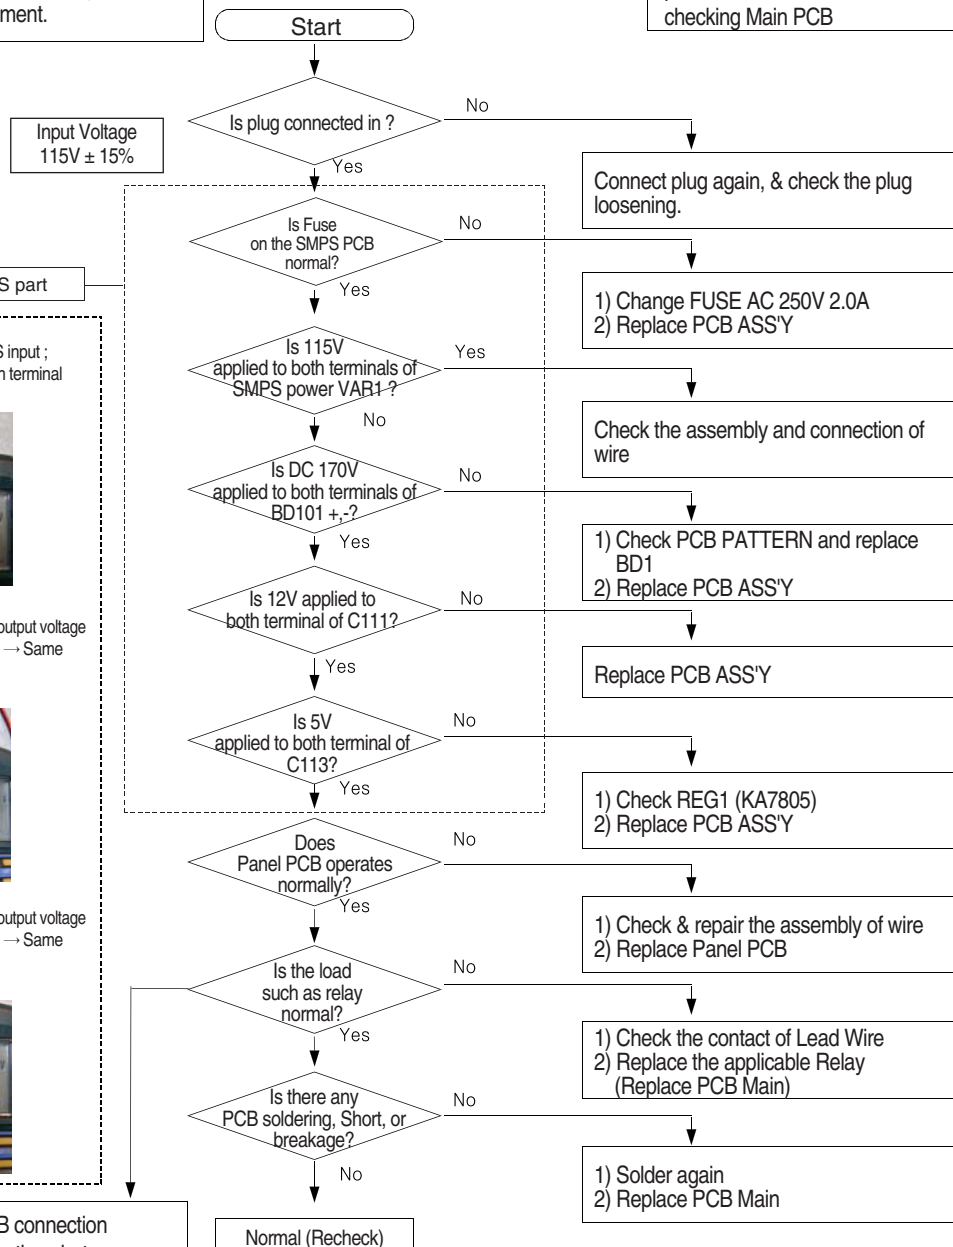 ment.
checking Main PCB
Start
Is plug connected in ?
No
Input Voltage
115V ± 15%
Yes
Connect plug again, & check the plug
loosening.
Is Fuse
on the SMPS PCB
normal?
No
S part
Yes
1) Change FUSE AC 250V 2.0A
2) Replace PCB ASS'Y
S input ;
n terminal
Is 115V
applied to both terminals of
SMPS power VAR1 ?
Yes
No
Check the assembly and connection of
wire
Is DC 170V
applied to both terminals of
BD101 +,-?
No
Yes
1) Check PCB PATTERN and replace
BD1
2) Replace PCB ASS'Y
Is 12V applied to
both terminal of C111?
No
output voltage
→ Same
Yes
Replace PCB ASS'Y
Is 5V
applied to both terminal of
C113?
No
Yes
1) Check REG1 (KA7805)
2) Replace PCB ASS'Y
Does
Panel PCB operates
normally?
No
Yes
output voltage
→ Same
1) Check & repair the assembly of wire
2) Replace Panel PCB
Is the load
such as relay
normal?
No
Yes
1) Check the contact of Lead Wire
2) Replace the applicable Relay
(Replace PCB Main)
Is there any
PCB soldering, Short, or
breakage?
No
No
1) Solder again
2) Replace PCB Main
B connection
Normal (Recheck)